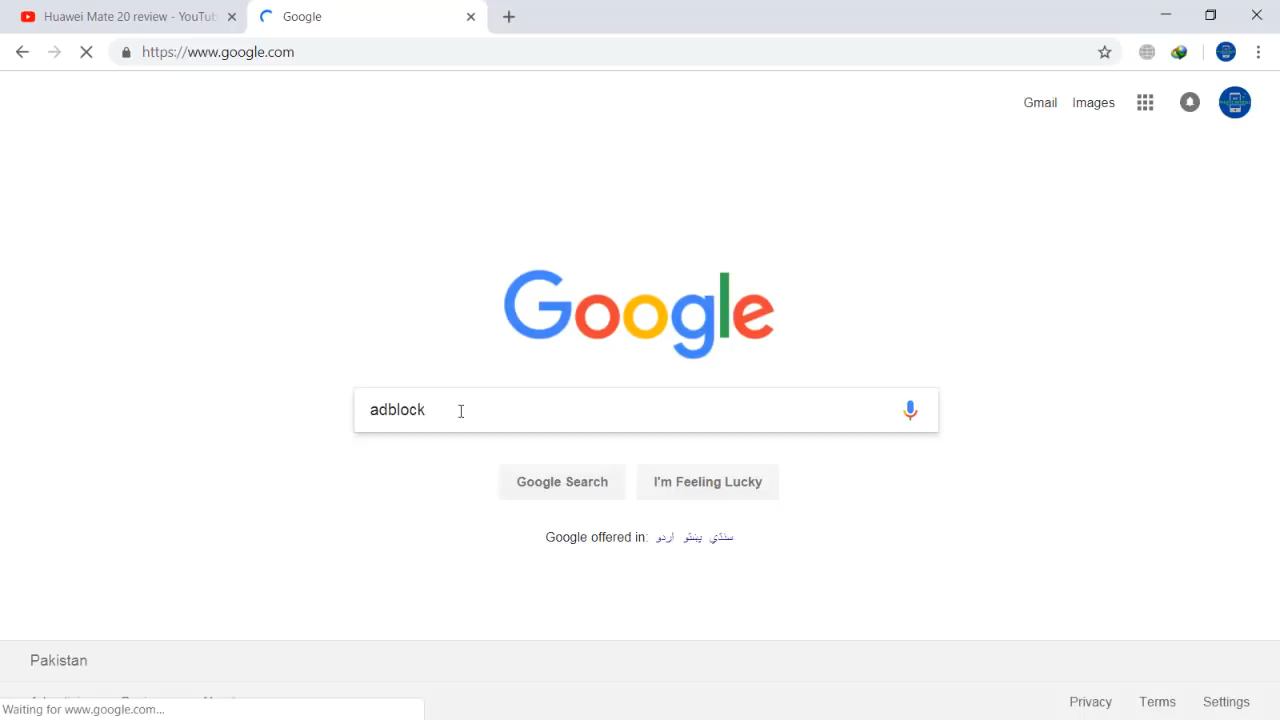 Huawei Mate 20 review - YouTub
Google
https://www.google.com
Gmail Images
Google
adblock
Google Search I'm Feeling Lucky
Google offered in: اردو پښتو سنڌي
Pakistan
Privacy Terms Settings
Waiting for www.google.com...